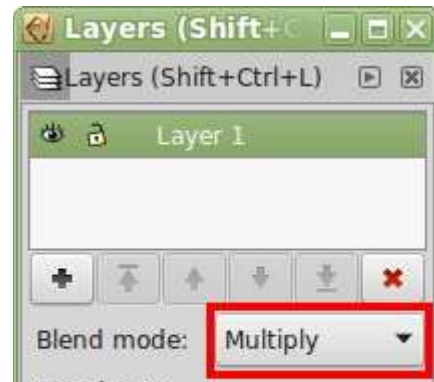 Layers (Shift+C
Layers (Shift+Ctrl+L)
Layer 1
Blend mode: Multiply